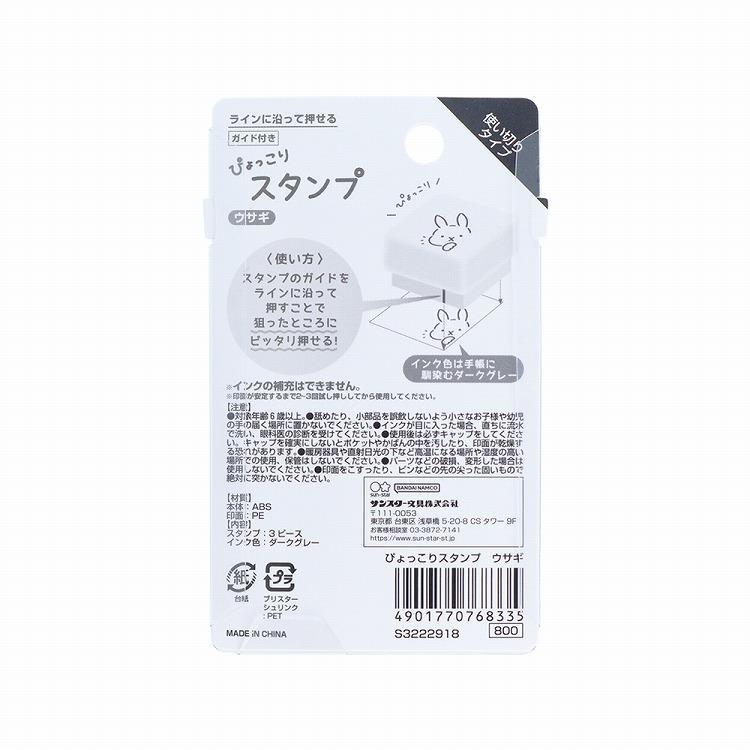 ラインに沿って押せる
ガイド付き
ぴょっこり
スタンプ
ウサギ
使い切り
タイプ
ぴょっこり
〈使い方〉
スタンプのガイドを
ラインに沿って
押すことで
狙ったところに
ピッタリ押せる!
インク色は手帳に
馴染むダークグレー
※インクの補充はできません。
※印面が安定するまで2~3回試し押ししてから使用してください。
【注意】
●対象年齢6歳以上。●舐めたり、小部品を誤飲しないよう小さなお子様や幼児
の手の届く場所に置かないでください。●インクが目に入った場合、直ちに流水
で洗い、眼科医の診断を受けてください。●使用後は必ずキャップをしてくださ
い。キャップを確実にしないとポケットやかばんの中を汚したり、印面が乾燥す
る恐れがあります。●暖房器具や直射日光の下など高温になる場所や湿度の高い
場所での使用、保管はしないでください。●パーツなどの破損、変形した場合は
使用しないでください。●印面をこすったり、ピンなどの先の尖った固いもので
絶対に突かないでください。
【材質】
本体:ABS
印面:PE
【内容】
スタンプ:3ピース
インク色:ダークグレー
sun-star
BANDAI NAMCO
サンスター文具株式会社
〒111-0053
東京都 台東区 浅草橋 5-20-8 CS タワー 9F
お客様相談室 03-3872-7141
https://www.sun-star-st.jp
紙
台紙
プラ
ブリスター
シュリンク
:PET
MADE IN CHINA
ぴょっこりスタンプ ウサギ
4901770768335
S3222918
800